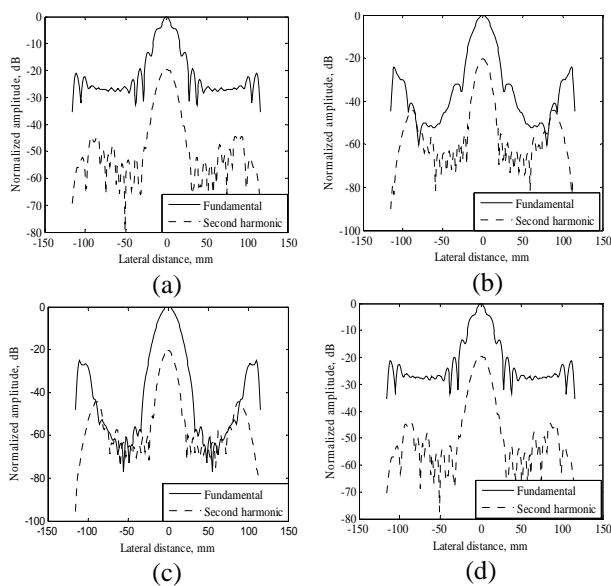 0
-10
-20
-30
-40
-50
-60
-70
-80
-150 -100 -50 0 50 100 150
Normalized amplitude, dB
Lateral distance, mm
Fundamental
Second harmonic
(a)
0
-20
-40
-60
-80
-100
-150 -100 -50 0 50 100 150
Normalized amplitude, dB
Lateral distance, mm
Fundamental
Second harmonic
(b)
0
-20
-40
-60
-80
-100
-150 -100 -50 0 50 100 150
Normalized amplitude, dB
Lateral distance, mm
Fundamental
Second harmonic
(c)
0
-10
-20
-30
-40
-50
-60
-70
-80
-150 -100 -50 0 50 100 150
Normalized amplitude, dB
Lateral distance, mm
Fundamental
Second harmonic
(d)